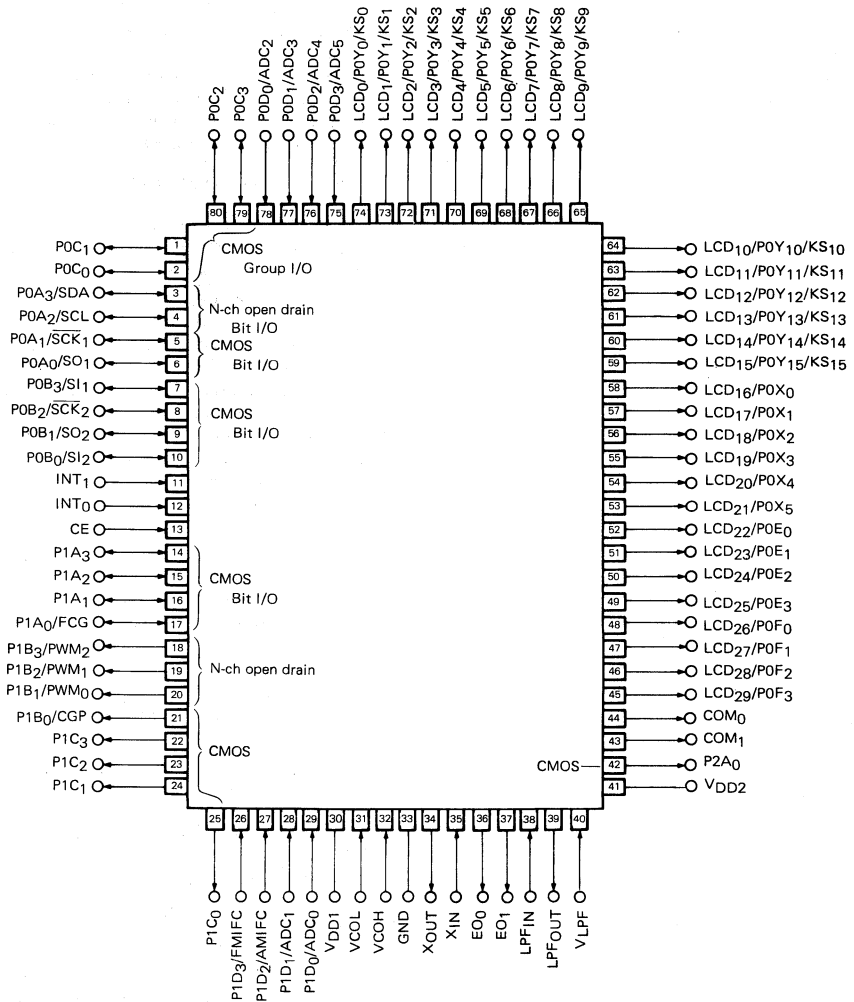 P0C2
P0C3
P0D0/ADC2
P0D1/ADC3
P0D2/ADC4
P0D3/ADC5
LCD0/P0Y0/KS0
LCD1/P0Y1/KS1
LCD2/P0Y2/KS2
LCD3/P0Y3/KS3
LCD4/P0Y4/KS4
LCD5/P0Y5/KS5
LCD6/P0Y6/KS6
LCD7/P0Y7/KS7
LCD8/P0Y8/KS8
LCD9/P0Y9/KS9
80 79 78 77 76 75 74 73 72 71 70 69 68 67 66 65
P0C1 1
P0C0 2
P0A3/SDA 3
P0A2/SCL 4
P0A1/S̅C̅K̅1 5
P0A0/SO1 6
P0B3/SI1 7
P0B2/S̅C̅K̅2 8
P0B1/SO2 9
P0B0/SI2 10
INT1 11
INT0 12
CE 13
P1A3 14
P1A2 15
P1A1 16
P1A0/FCG 17
P1B3/PWM2 18
P1B2/PWM1 19
P1B1/PWM0 20
P1B0/CGP 21
P1C3 22
P1C2 23
P1C1 24
CMOS
Group I/O
N-ch open drain
Bit I/O
CMOS
Bit I/O
CMOS
Bit I/O
CMOS
Bit I/O
N-ch open drain
CMOS
CMOS
64 LCD10/P0Y10/KS10
63 LCD11/P0Y11/KS11
62 LCD12/P0Y12/KS12
61 LCD13/P0Y13/KS13
60 LCD14/P0Y14/KS14
59 LCD15/P0Y15/KS15
58 LCD16/P0X0
57 LCD17/P0X1
56 LCD18/P0X2
55 LCD19/P0X3
54 LCD20/P0X4
53 LCD21/P0X5
52 LCD22/P0E0
51 LCD23/P0E1
50 LCD24/P0E2
49 LCD25/P0E3
48 LCD26/P0F0
47 LCD27/P0F1
46 LCD28/P0F2
45 LCD29/P0F3
44 COM0
43 COM1
42 P2A0
41 VDD2
25 26 27 28 29 30 31 32 33 34 35 36 37 38 39 40
P1C0
P1D3/FMIFC
P1D2/AMIFC
P1D1/ADC1
P1D0/ADC0
VDD1
VCOL
VCOH
GND
XOUT
XIN
EO0
EO1
LPFIN
LPFOUT
VLPF